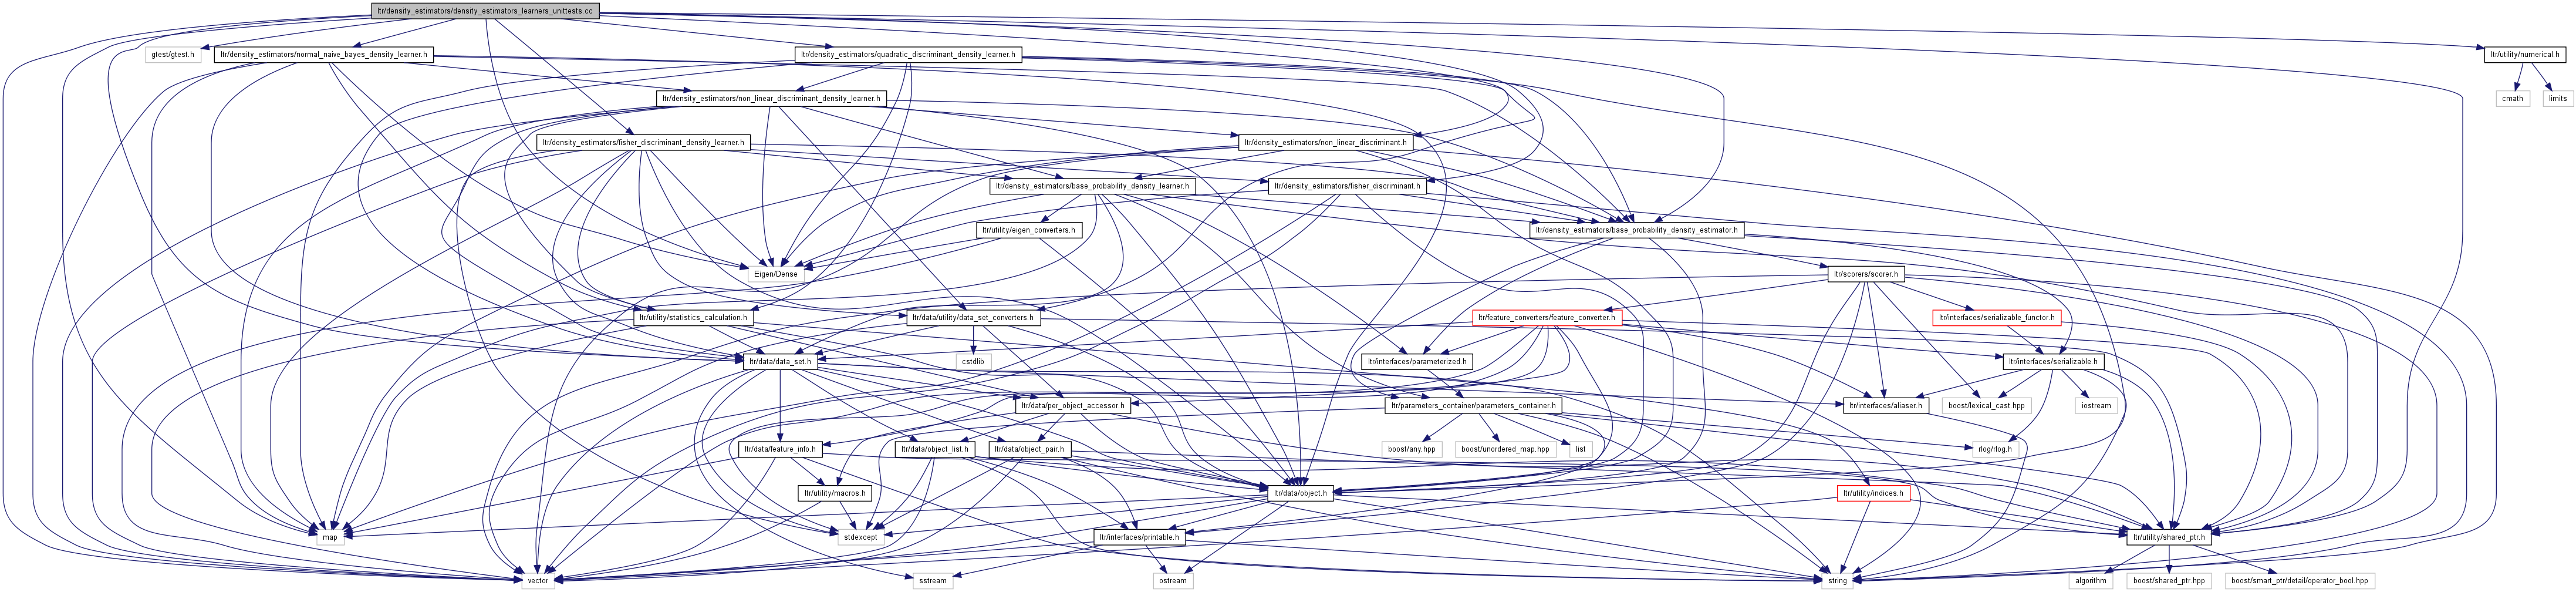 ltr/density_estimators/density_estimators_learners_unittests.cc
gtest/gtest.h
ltr/density_estimators/normal_naive_bayes_density_learner.h
ltr/density_estimators/quadratic_discriminant_density_learner.h
ltr/utility/numerical.h
ltr/density_estimators/non_linear_discriminant_density_learner.h
cmath
limits
ltr/density_estimators/fisher_discriminant_density_learner.h
ltr/density_estimators/non_linear_discriminant.h
ltr/density_estimators/base_probability_density_learner.h
ltr/density_estimators/fisher_discriminant.h
ltr/utility/eigen_converters.h
ltr/density_estimators/base_probability_density_estimator.h
Eigen/Dense
ltr/scorers/scorer.h
ltr/utility/statistics_calculation.h
ltr/data/utility/data_set_converters.h
ltr/feature_converters/feature_converter.h
ltr/interfaces/serializable_functor.h
ltr/data/data_set.h
cstdlib
ltr/interfaces/parameterized.h
ltr/interfaces/serializable.h
ltr/data/per_object_accessor.h
ltr/parameters_container/parameters_container.h
ltr/interfaces/aliaser.h
boost/lexical_cast.hpp
iostream
ltr/data/feature_info.h
ltr/data/object_list.h
ltr/data/object_pair.h
boost/any.hpp
boost/unordered_map.hpp
list
rlog/rlog.h
ltr/utility/macros.h
ltr/data/object.h
ltr/utility/indices.h
map
stdexcept
ltr/interfaces/printable.h
ltr/utility/shared_ptr.h
vector
sstream
ostream
string
algorithm
boost/shared_ptr.hpp
boost/smart_ptr/detail/operator_bool.hpp